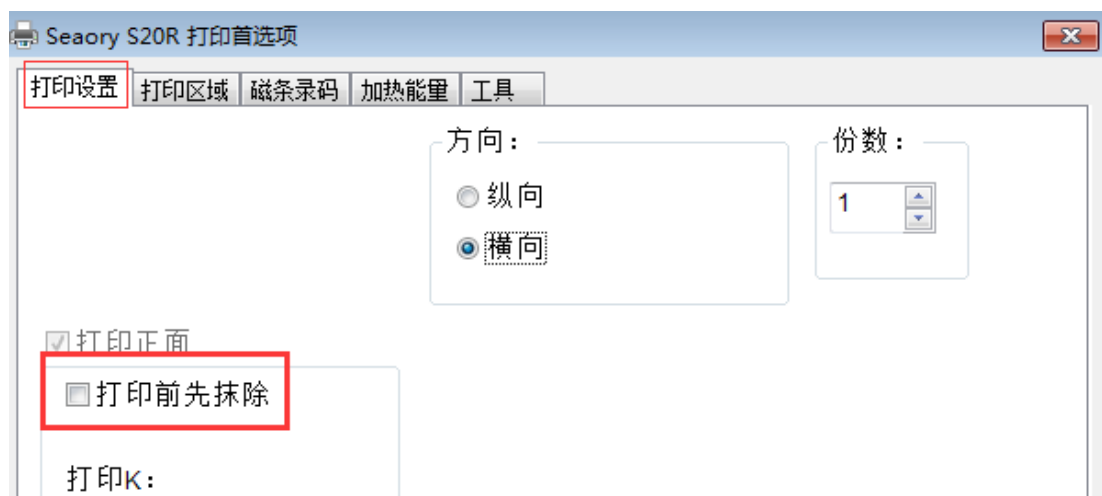 Seaory S20R 打印首选项
打印设置 打印区域 磁条录码 加热能量 工具
方向： 份数：
纵向 1
横向
打印正面
打印前先抹除
打印K：